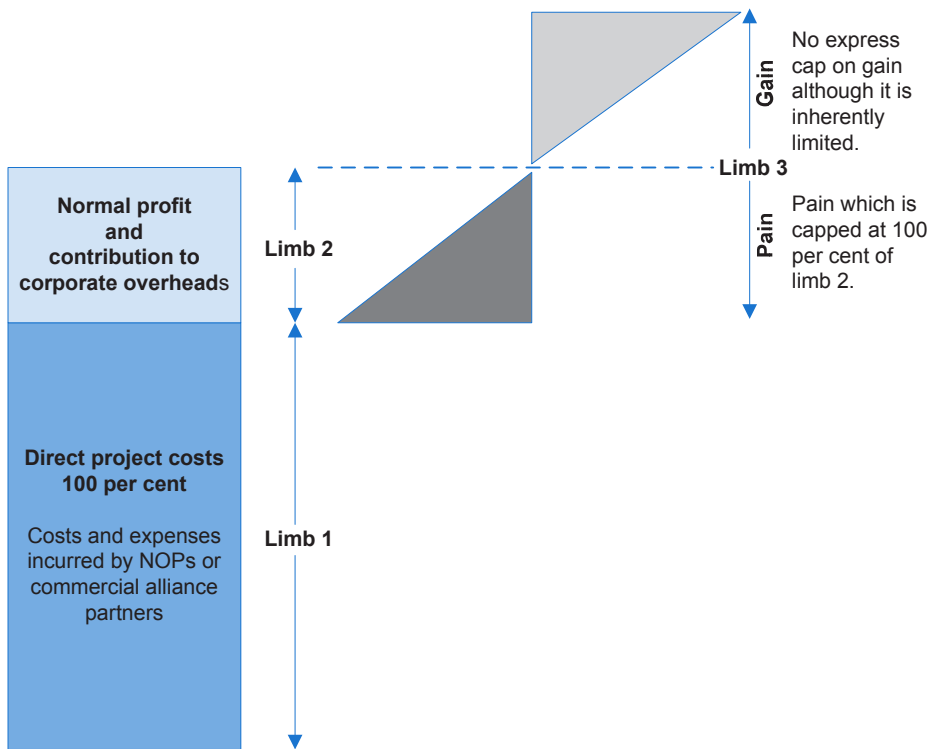 Normal profit
and
contribution to
corporate overheads
Direct project costs
100 per cent
Costs and expenses
incurred by NOPs or
commercial alliance
partners
Limb 2
Limb 1
Gain
No express
cap on gain
although it is
inherently
limited.
Limb 3
Pain
Pain which is
capped at 100
per cent of
limb 2.